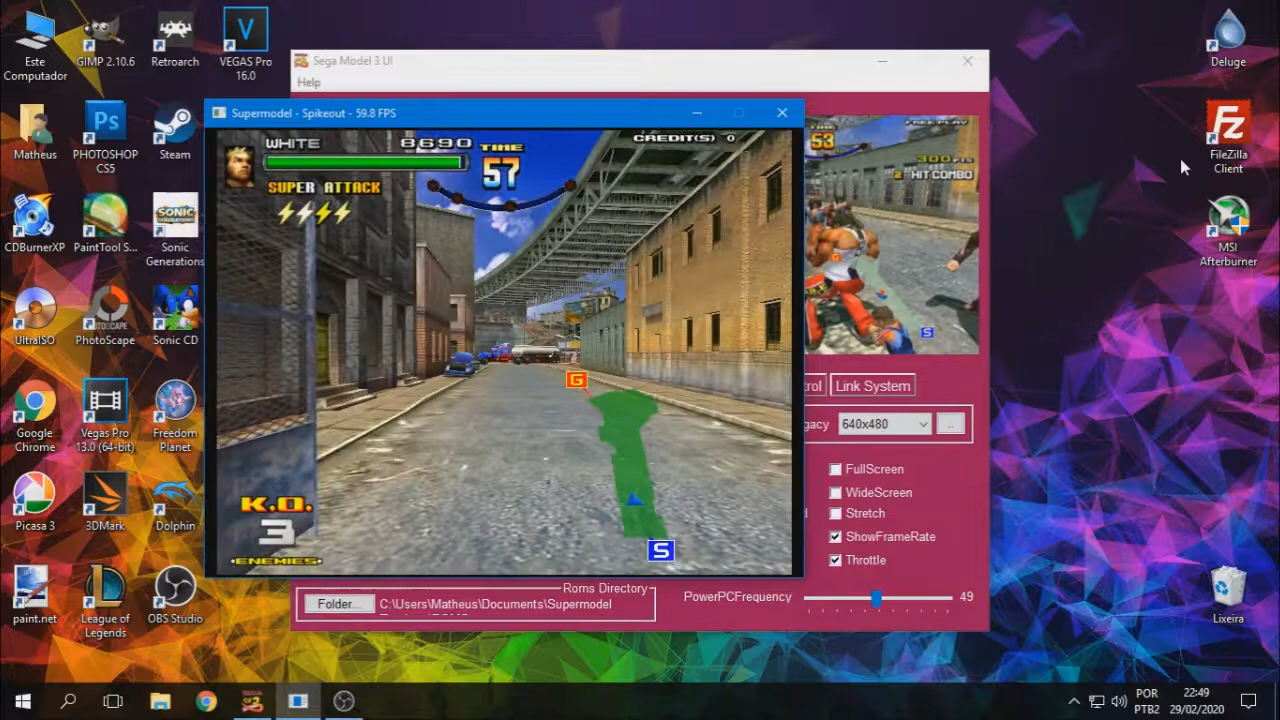 Este
Computador
GIMP 2.10.6
Retroarch
VEGAS Pro
16.0
Matheus
PHOTOSHOP
CS5
Steam
CDBurnerXP
PaintTool S...
Sonic
Generations
UltraISO
PhotoScape
Sonic CD
Google
Chrome
Vegas Pro
13.0 (64-bit)
Freedom
Planet
Picasa 3
3DMark
Dolphin
paint.net
League of
Legends
OBS Studio
Sega Model 3 UI
Help
Supermodel - Spikeout - 59.8 FPS
WHITE
8690
TIME
57
CREDIT(S) 0
SUPER ATTACK
G
S
K.O.
3
ENEMIES
TIME
53
FREE PLAY
300 PTS
2 HIT COMBO
G
S
rol
Link System
gacy
640x480
..
FullScreen
WideScreen
Stretch
ShowFrameRate
Throttle
PowerPCFrequency
49
Roms Directory
Folder...
C:\Users\Matheus\Documents\Supermodel
Deluge
FileZilla
Client
MSI
Afterburner
Lixeira
POR
PTB2
22:49
29/02/2020